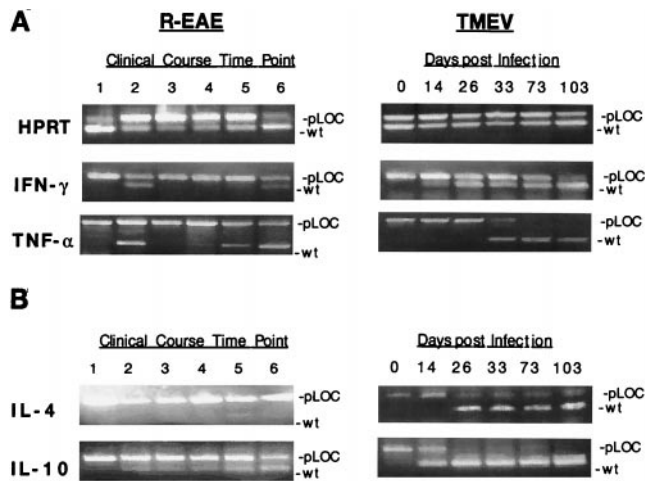 A
R-EAE
TMEV
Clinical Course Time Point
Days post Infection
1 2 3 4 5 6
0 14 26 33 73 103
HPRT
-pLOC
-wt
-pLOC
-wt
IFN-γ
-pLOC
-wt
-pLOC
-wt
TNF-α
-pLOC
-wt
-pLOC
-wt
B
Clinical Course Time Point
Days post Infection
1 2 3 4 5 6
0 14 26 33 73 103
IL-4
-pLOC
-wt
-pLOC
-wt
IL-10
-pLOC
-wt
-pLOC
-wt